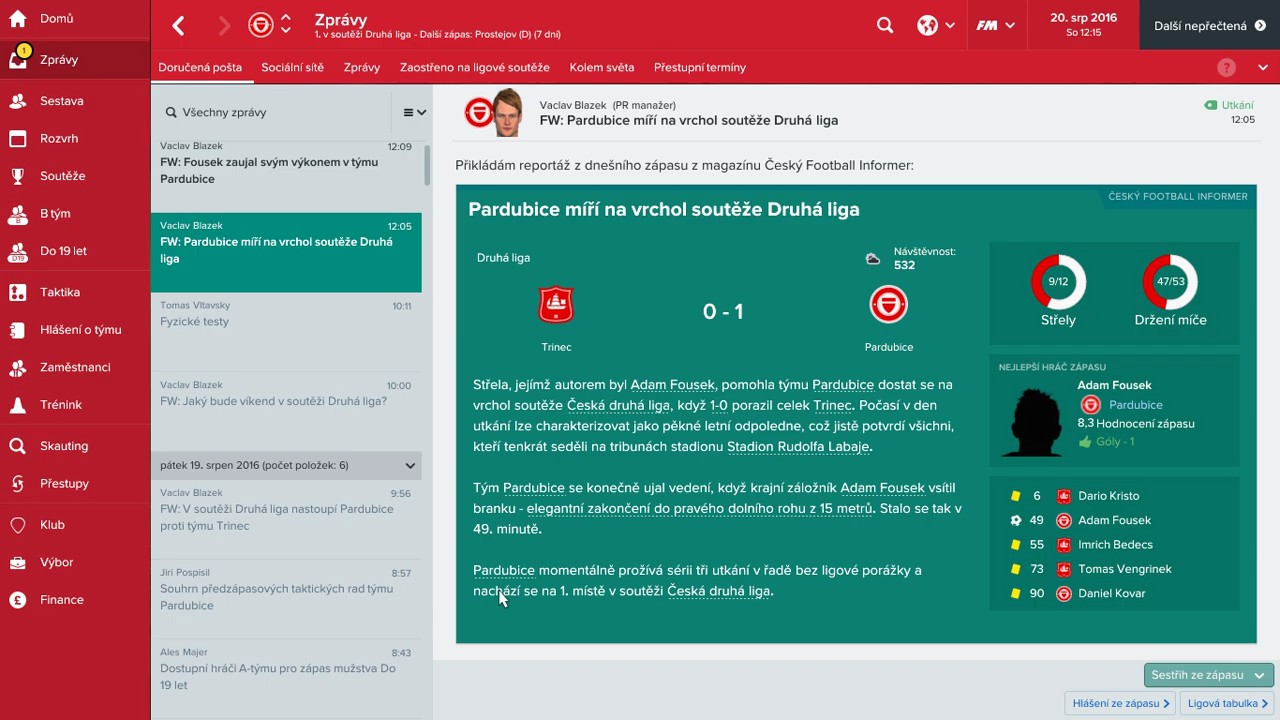 Domů
1
Zprávy
Sestava
Rozvrh
Soutěže
B tým
Do 19 let
Taktika
Hlášení o týmu
Zaměstnanci
Trénink
Skauting
Přestupy
Klub
Výbor
Finance
Zprávy
1. v soutěži Druhá liga - Další zápas: Prostejov (D) (7 dní)
FM
20. srp 2016
So 12:15
Další nepřečtená
Doručená pošta
Sociální sítě
Zprávy
Zaostřeno na ligové soutěže
Kolem světa
Přestupní termíny
?
Všechny zprávy
Vaclav Blazek 12:09
FW: Fousek zaujal svým výkonem v týmu
Pardubice
Vaclav Blazek 12:05
FW: Pardubice míří na vrchol soutěže Druhá
liga
Tomas Vltavsky 10:11
Fyzické testy
Vaclav Blazek 10:00
FW: Jaký bude víkend v soutěži Druhá liga?
pátek 19. srpen 2016 (počet položek: 6)
Vaclav Blazek 9:56
FW: V soutěži Druhá liga nastoupí Pardubice
proti týmu Trinec
Jiri Pospisil 8:57
Souhrn předzápasových taktických rad týmu
Pardubice
Ales Majer 8:43
Dostupní hráči A-týmu pro zápas mužstva Do
19 let
Vaclav Blazek (PR manažer)
FW: Pardubice míří na vrchol soutěže Druhá liga
Utkání
12:05
Přikládám reportáž z dnešního zápasu z magazínu Český Football Informer:
ČESKÝ FOOTBALL INFORMER
Pardubice míří na vrchol soutěže Druhá liga
Druhá liga
Návštěvnost:
532
0 - 1
Trinec
Pardubice
Střela, jejímž autorem byl Adam Fousek, pomohla týmu Pardubice dostat se na
vrchol soutěže Česká druhá liga, když 1-0 porazil celek Trinec. Počasí v den
utkání lze charakterizovat jako pěkné letní odpoledne, což jistě potvrdí všichni,
kteří tenkrát seděli na tribunách stadionu Stadion Rudolfa Labaje.
Tým Pardubice se konečně ujal vedení, když krajní záložník Adam Fousek vsítil
branku - elegantní zakončení do pravého dolního rohu z 15 metrů. Stalo se tak v
49. minutě.
Pardubice momentálně prožívá sérii tří utkání v řadě bez ligové porážky a
nachází se na 1. místě v soutěži Česká druhá liga.
9/12
Střely
47/53
Držení míče
NEJLEPŠÍ HRÁČ ZÁPASU
Adam Fousek
Pardubice
8,3 Hodnocení zápasu
Góly - 1
6 Dario Kristo
49 Adam Fousek
55 Imrich Bedecs
73 Tomas Vengrinek
90 Daniel Kovar
Sestřih ze zápasu
Hlášení ze zápasu
Ligová tabulka